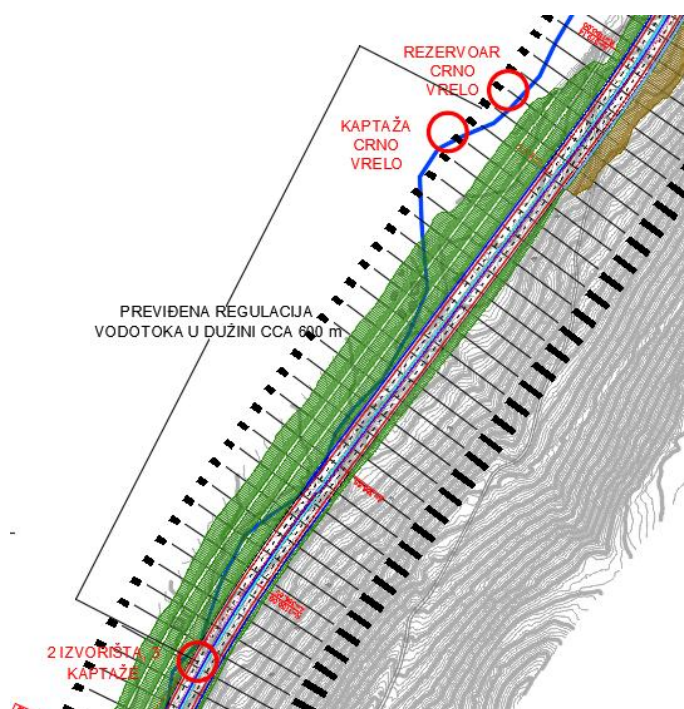 REZERVOAR
CRNO
VRELO
KAPTAŽA
CRNO
VRELO
PREVIĐENA REGULACIJA
VODOTOKA U DUŽINI CCA 600 m
2 IZVORIŠTA, 3
KAPTAŽE